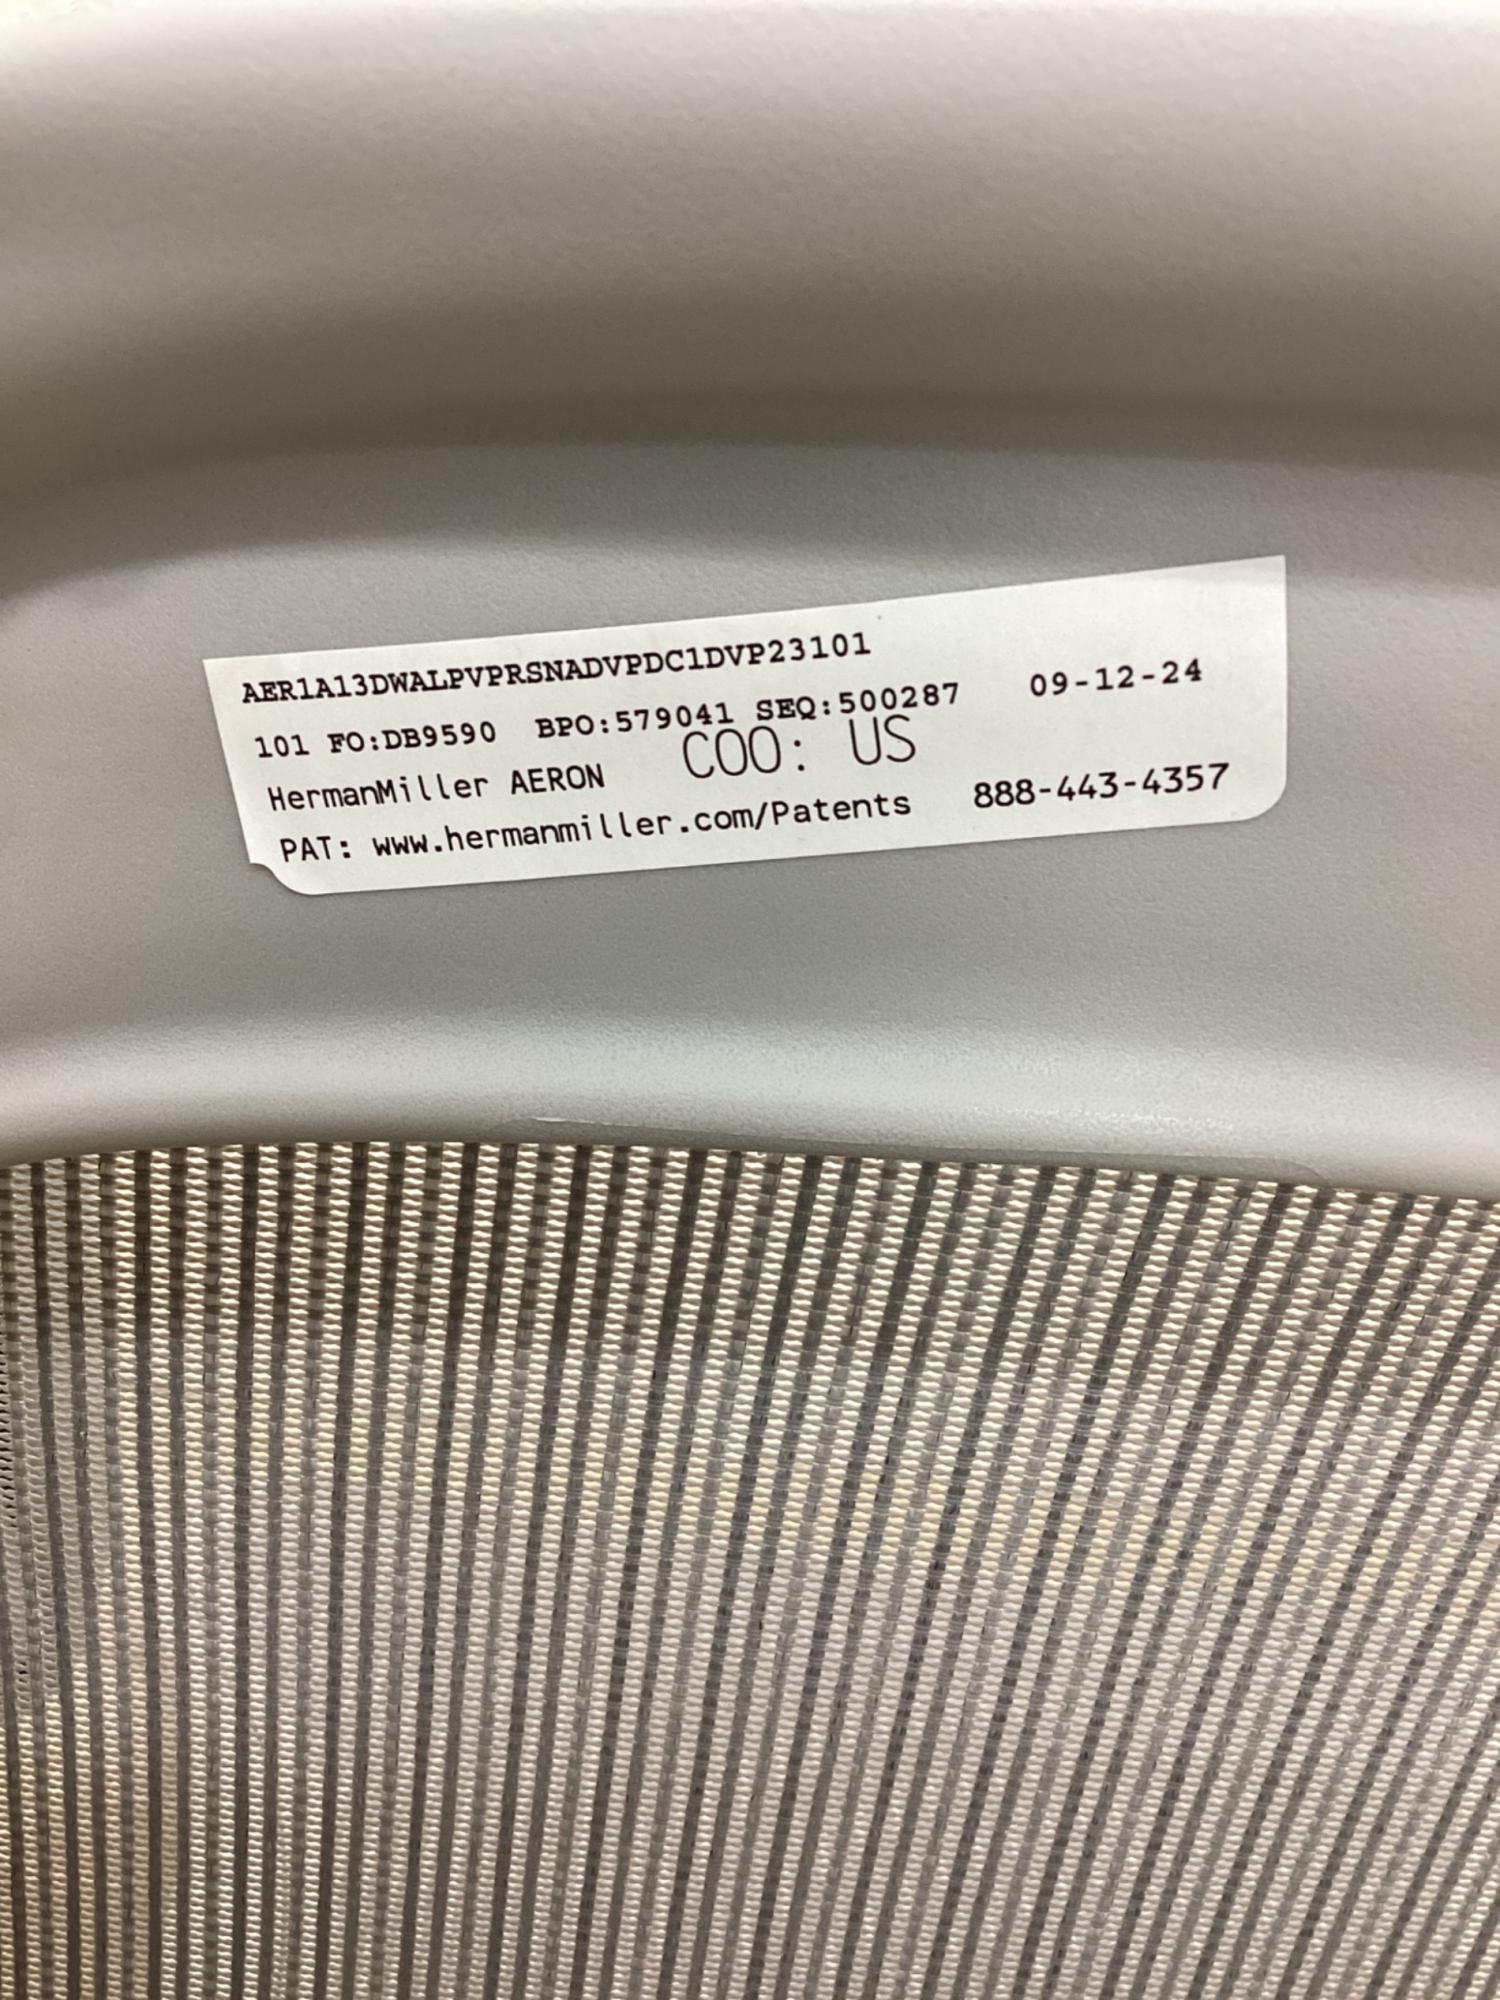 AER1A13DWALPVPRSNADVPDC1DVP23101
101 FO:DB9590 BPO:579041 SEQ:500287 09-12-24
HermanMiller AERON COO: US
PAT: www.hermanmiller.com/Patents 888-443-4357